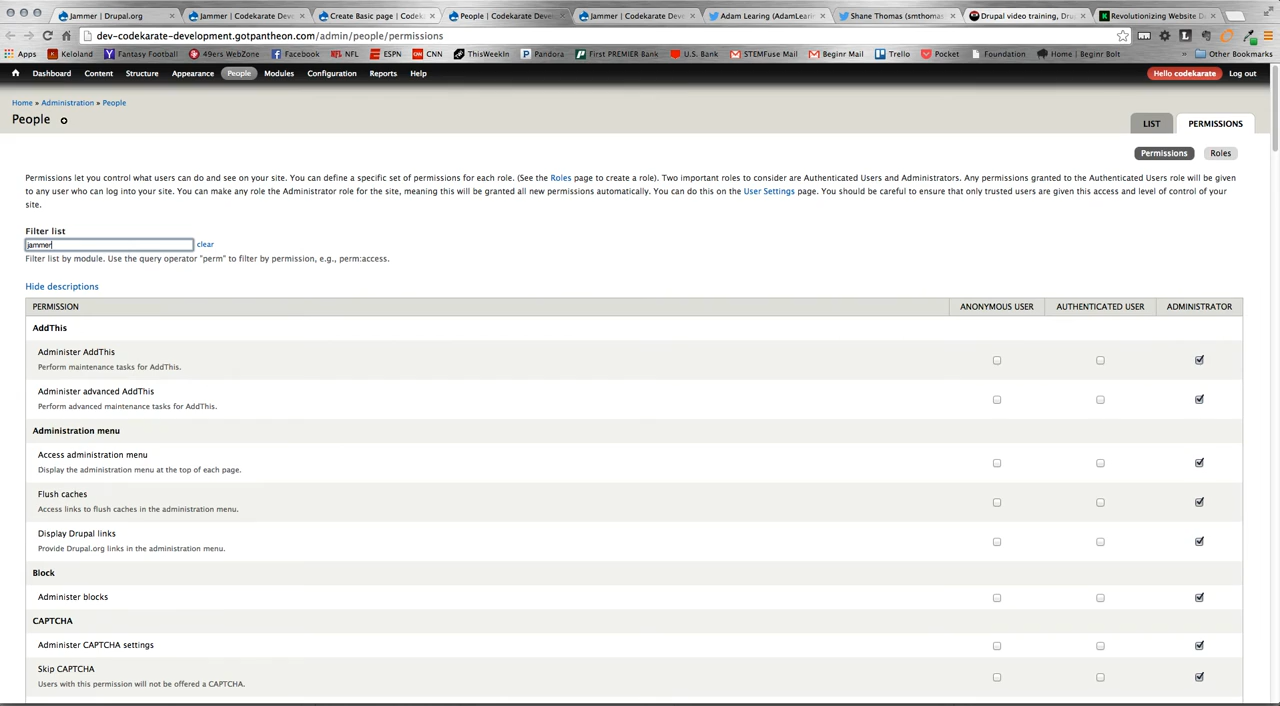 Jammer | Drupal.org
Jammer | Codekarate Devel
Create Basic page | Codek
People | Codekarate Devel
Jammer | Codekarate Devel
Adam Learing (AdamLearin
Shane Thomas (smthomas
Drupal video training, Dru
Revolutionizing Website D
dev-codekarate-development.gotpantheon.com/admin/people/permissions
Apps
Keloland
Fantasy Football
49ers WebZone
Facebook
NFL
ESPN
CNN
ThisWeekIn
Pandora
First PREMIER Bank
U.S. Bank
STEMFuse Mail
Beginr Mail
Trello
Pocket
Foundation
Home | Beginr Bolt
»
Other Bookmarks
Dashboard
Content
Structure
Appearance
People
Modules
Configuration
Reports
Help
Hello codekarate
Log out
Home » Administration » People
People
LIST
PERMISSIONS
Permissions
Roles
Permissions let you control what users can do and see on your site. You can define a specific set of permissions for each role. (See the Roles page to create a role). Two important roles to consider are Authenticated Users and Administrators. Any permissions granted to the Authenticated Users role will be given
to any user who can log into your site. You can make any role the Administrator role for the site, meaning this will be granted all new permissions automatically. You can do this on the User Settings page. You should be careful to ensure that only trusted users are given this access and level of control of your
site.
Filter list
jammer
clear
Filter list by module. Use the query operator "perm" to filter by permission, e.g., perm:access.
Hide descriptions
PERMISSION
ANONYMOUS USER
AUTHENTICATED USER
ADMINISTRATOR
AddThis
Administer AddThis
Perform maintenance tasks for AddThis.
Administer advanced AddThis
Perform advanced maintenance tasks for AddThis.
Administration menu
Access administration menu
Display the administration menu at the top of each page.
Flush caches
Access links to flush caches in the administration menu.
Display Drupal links
Provide Drupal.org links in the administration menu.
Block
Administer blocks
CAPTCHA
Administer CAPTCHA settings
Skip CAPTCHA
Users with this permission will not be offered a CAPTCHA.